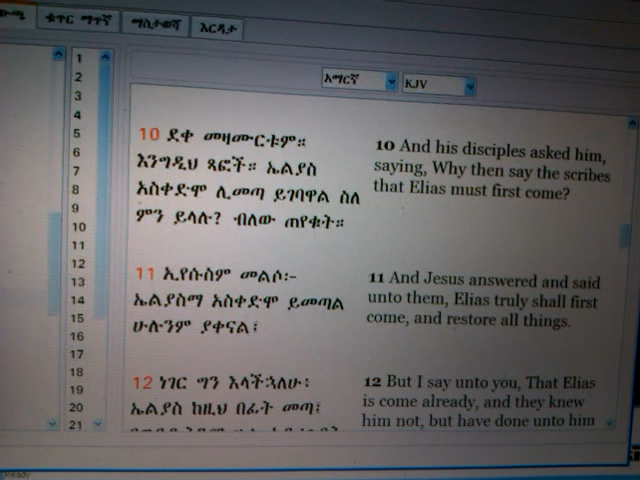 ቁጥር ማጥኛ
ማስታወሻ
እርዳታ
1
2
3
4
5
6
7
8
9
10
11
12
13
14
15
16
17
18
19
20
21
አማርኛ
KJV
10 ደቀ መዛሙርቱም።
እንግዲህ ጻፎች። ኤልያስ
አስቀድሞ ሊመጣ ይገባዋል ስለ
ምን ይላሉ? ብለው ጠየቁት።
11 ኢየሱስም መልሶ፡-
ኤልያስማ አስቀድሞ ይመጣል
ሁሉንም ያቀናል፤
12 ነገር ግን እላችኋለሁ፡
ኤልያስ ከዚህ በፊት መጣ፤
10 And his disciples asked him,
saying, Why then say the scribes
that Elias must first come?
11 And Jesus answered and said
unto them, Elias truly shall first
come, and restore all things.
12 But I say unto you, That Elias
is come already, and they knew
him not, but have done unto him
Ready